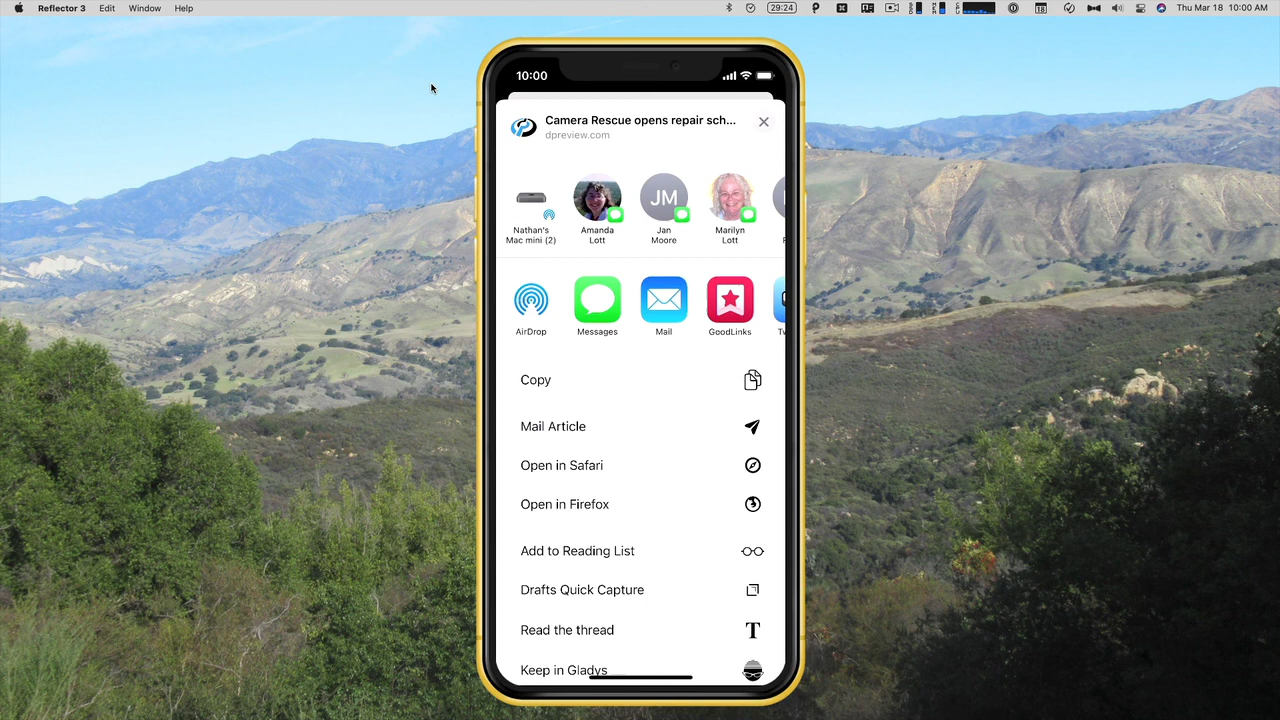 Reflector 3 Edit Window Help 29:24 18 Thu Mar 18 10:00 AM
10:00
Camera Rescue opens repair sch...
dpreview.com
JM
Nathan's
Mac mini (2)
Amanda
Lott
Jan
Moore
Marilyn
Lott
AirDrop
Messages
Mail
GoodLinks
Copy
Mail Article
Open in Safari
Open in Firefox
Add to Reading List
Drafts Quick Capture
Read the thread
T
Keep in Gladys